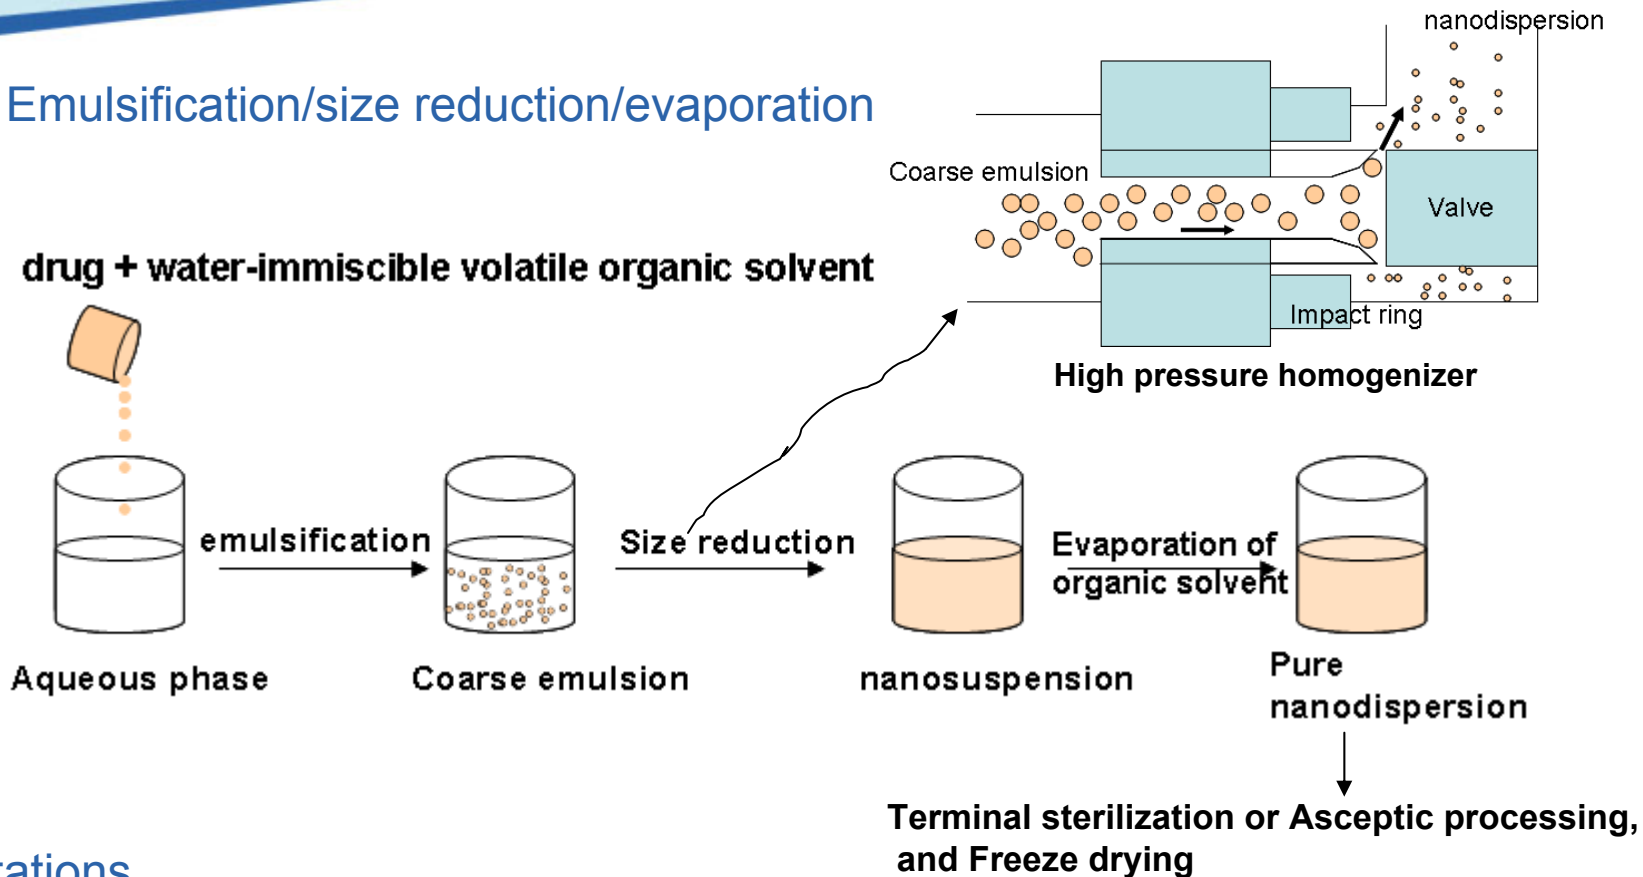 nanodispersion
Emulsification/size reduction/evaporation
Coarse emulsion
Valve
drug + water-immiscible volatile organic solvent
Impact ring
High pressure homogenizer
emulsification
Size reduction
Evaporation of
organic solvent
Aqueous phase
Coarse emulsion
nanosuspension
Pure
nanodispersion
Terminal sterilization or Asceptic processing,
and Freeze drying